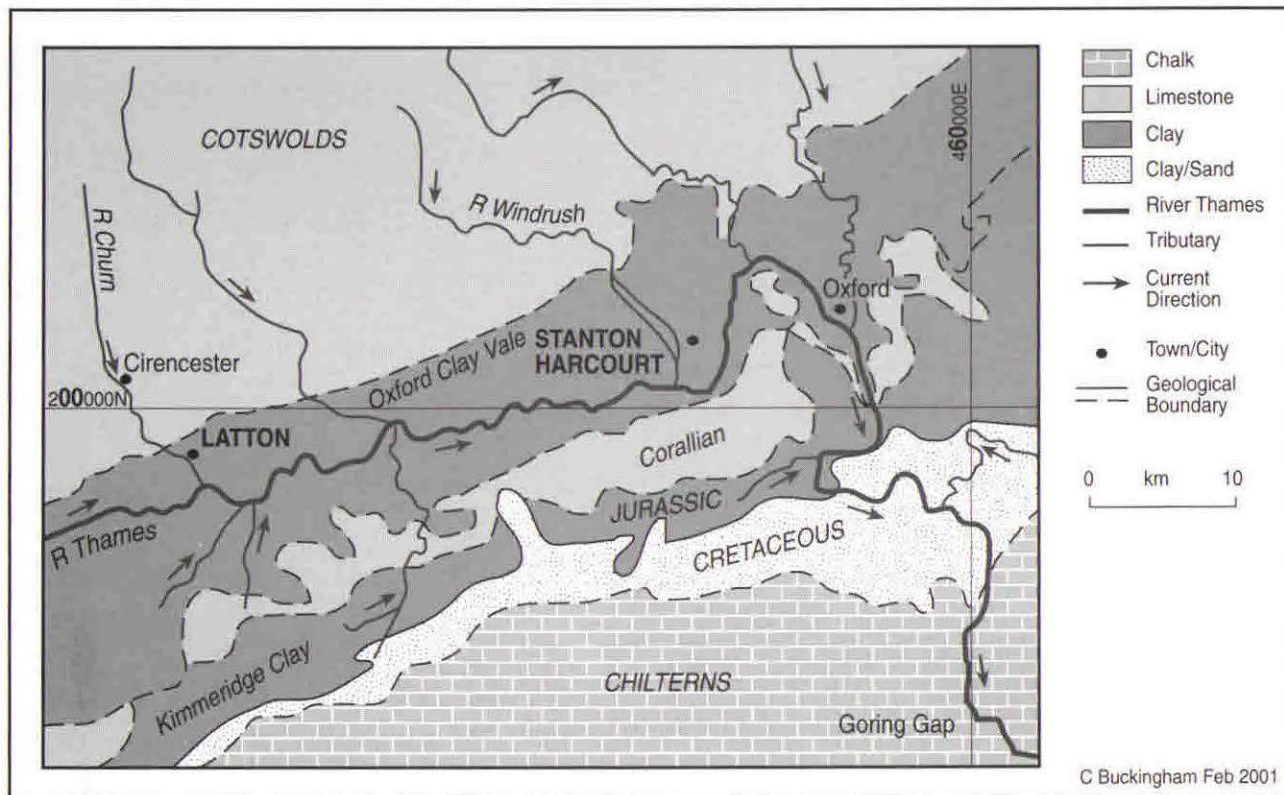 COTSWOLDS
R Churn
R Windrush
460000E
Oxford
Cirencester
STANTON
HARCOURT
Oxford Clay Vale
200000N
LATTON
Corallian
JURASSIC
R Thames
CRETACEOUS
Kimmeridge Clay
CHILTERNS
Goring Gap
Chalk
Limestone
Clay
Clay/Sand
River Thames
Tributary
Current
Direction
Town/City
Geological
Boundary
0 km 10
C Buckingham Feb 2001